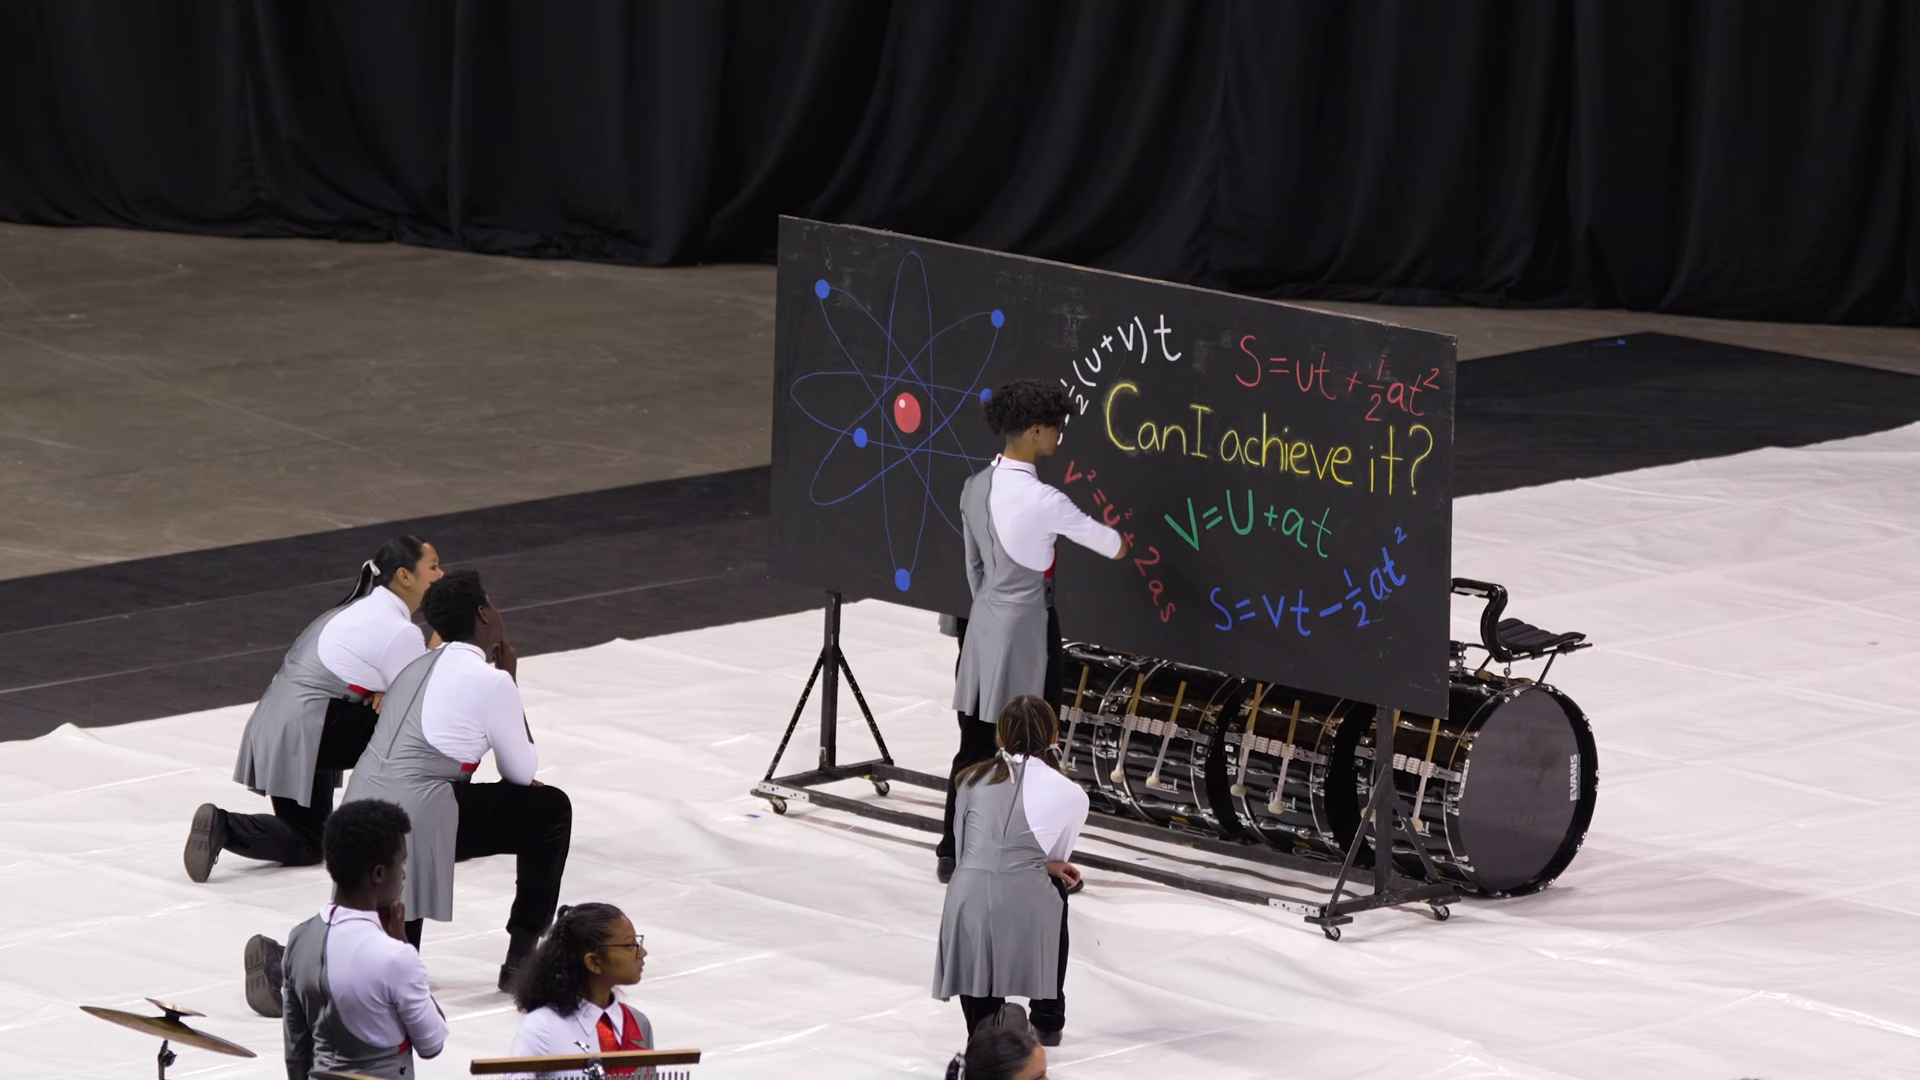 ½(u+v)t
S=ut+½at²
Can I achieve it?
v²=u²+2as
V=U+at
S=vt-½at²
EVANS